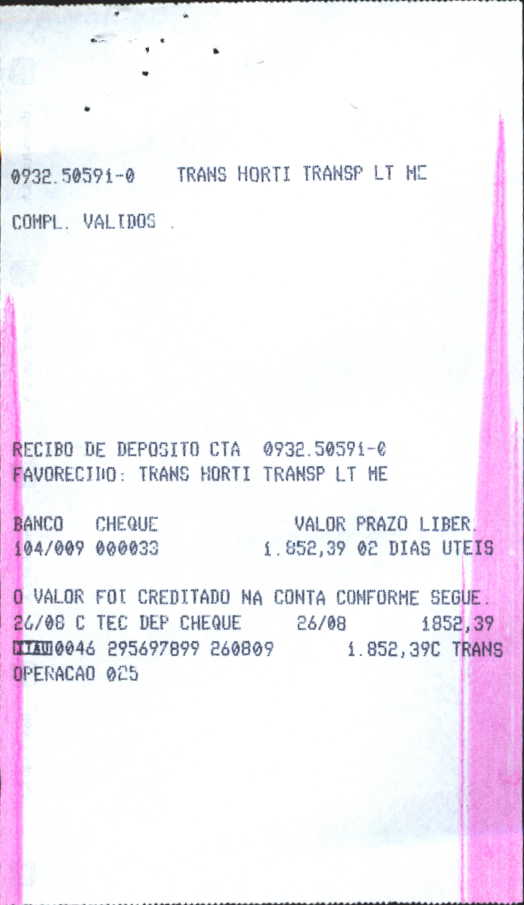 0932.50591-0 TRANS HORTI TRANSP LT ME
COMPL. VALIDOS .
RECIBO DE DEPOSITO CTA 0932.50591-0
FAVORECIDO: TRANS HORTI TRANSP LT ME
BANCO CHEQUE VALOR PRAZO LIBER.
104/009 000033 1.852,39 02 DIAS UTEIS
O VALOR FOI CREDITADO NA CONTA CONFORME SEGUE.
26/08 C TEC DEP CHEQUE 26/08 1852,39
ITAU0046 295697899 260809 1.852,39C TRANS
OPERACAO 025